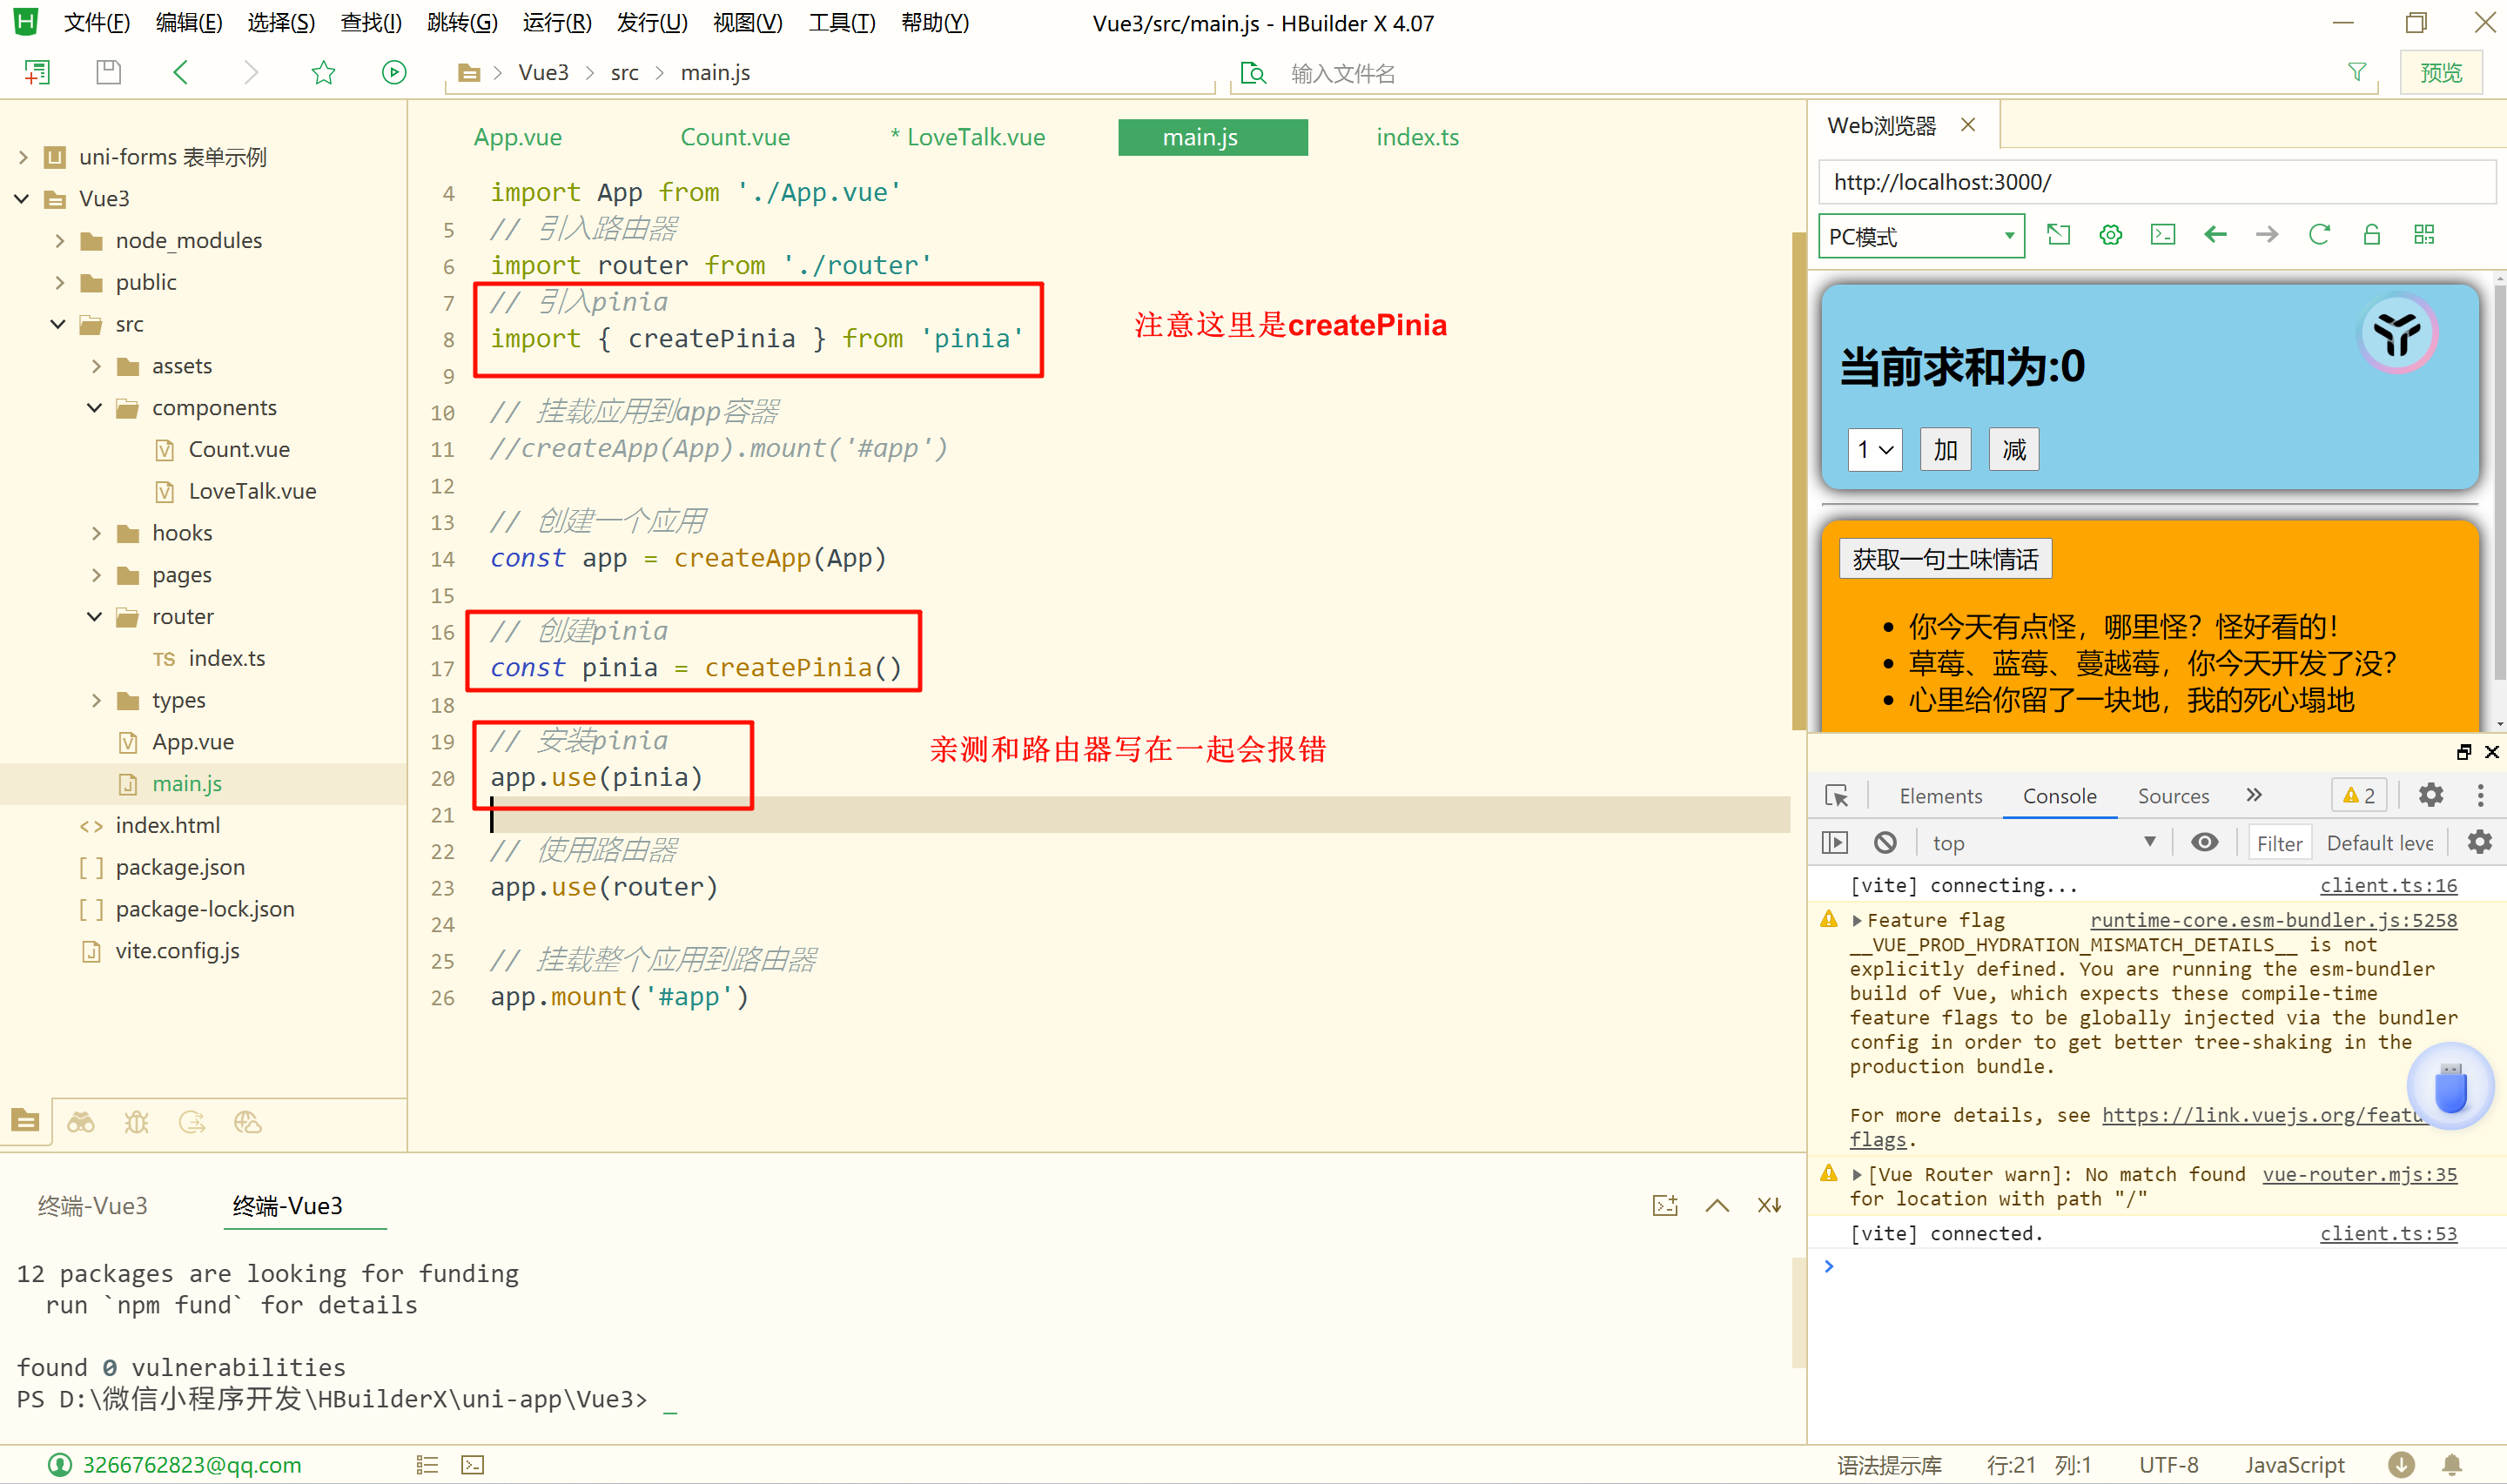 文件(F) 编辑(E) 选择(S) 查找(I) 跳转(G) 运行(R) 发行(U) 视图(V) 工具(T) 帮助(Y) Vue3/src/main.js - HBuilder X 4.07
Vue3 src main.js 输入文件名 预览
uni-forms 表单示例
Vue3
node_modules
public
src
assets
components
Count.vue
LoveTalk.vue
hooks
pages
router
TS index.ts
types
App.vue
main.js
<> index.html
[ ] package.json
[ ] package-lock.json
vite.config.js
App.vue Count.vue * LoveTalk.vue main.js index.ts
4 import App from './App.vue'
5 // 引入路由器
6 import router from './router'
7 // 引入pinia
8 import { createPinia } from 'pinia'
9
10 // 挂载应用到app容器
11 //createApp(App).mount('#app')
12
13 // 创建一个应用
14 const app = createApp(App)
15
16 // 创建pinia
17 const pinia = createPinia()
18
19 // 安装pinia
20 app.use(pinia)
21
22 // 使用路由器
23 app.use(router)
24
25 // 挂载整个应用到路由器
26 app.mount('#app')
注意这里是createPinia
亲测和路由器写在一起会报错
Web浏览器
http://localhost:3000/
PC模式
当前求和为:0
1 加 减
获取一句土味情话
你今天有点怪，哪里怪？怪好看的！
草莓、蓝莓、蔓越莓，你今天开发了没？
心里给你留了一块地，我的死心塌地
Elements Console Sources 2
top Filter Default leve
[vite] connecting... client.ts:16
Feature flag runtime-core.esm-bundler.js:5258
__VUE_PROD_HYDRATION_MISMATCH_DETAILS__ is not
explicitly defined. You are running the esm-bundler
build of Vue, which expects these compile-time
feature flags to be globally injected via the bundler
config in order to get better tree-shaking in the
production bundle.
For more details, see https://link.vuejs.org/featu
flags.
[Vue Router warn]: No match found vue-router.mjs:35
for location with path "/"
[vite] connected. client.ts:53
终端-Vue3 终端-Vue3
12 packages are looking for funding
run `npm fund` for details
found 0 vulnerabilities
PS D:\微信小程序开发\HBuilderX\uni-app\Vue3> _
3266762823@qq.com 语法提示库 行:21 列:1 UTF-8 JavaScript